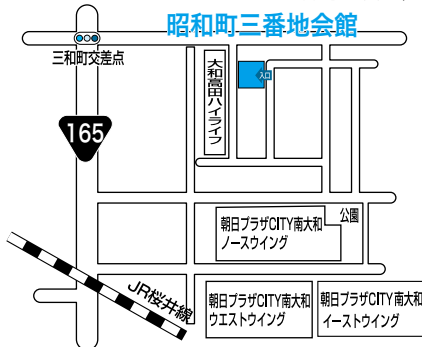 昭和町三番地会館
三和町交差点
大和高田ハイライフ
入口
165
公園
朝日プラザCITY南大和
ノースウイング
JR桜井線
朝日プラザCITY南大和
ウエストウイング
朝日プラザCITY南大和
イーストウイング